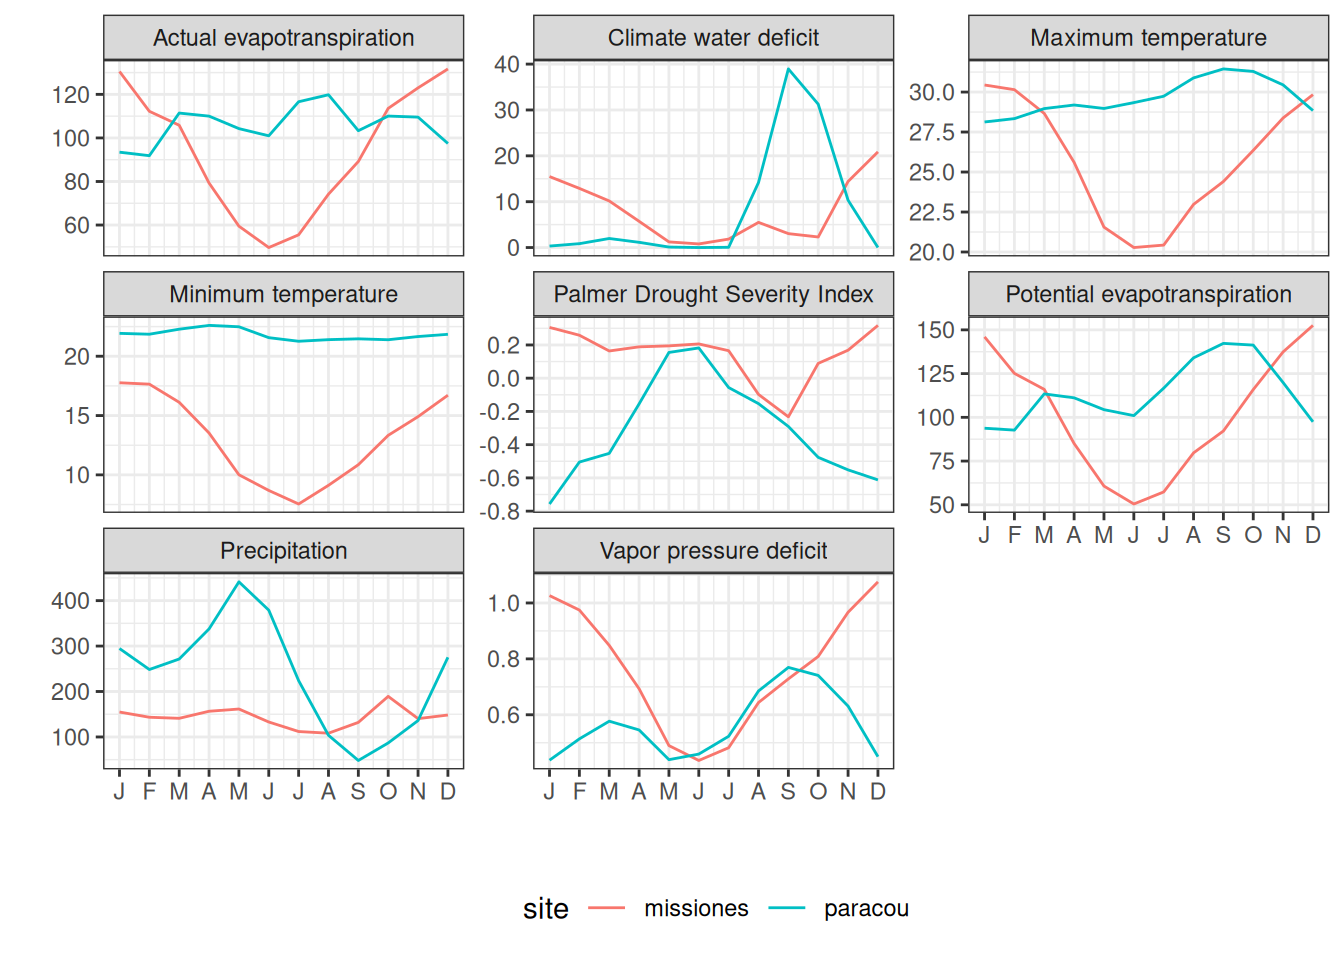 Actual evapotranspiration
Climate water deficit
Maximum temperature
120
100
80
60
40
30
20
10
0
30.0
27.5
25.0
22.5
20.0
Minimum temperature
Palmer Drought Severity Index
Potential evapotranspiration
20
15
10
0.2
0.0
-0.2
-0.4
-0.6
-0.8
150
125
100
75
50
J F M A M J J A S O N D
Precipitation
Vapor pressure deficit
400
300
200
100
1.0
0.8
0.6
J F M A M J J A S O N D
J F M A M J J A S O N D
site missiones paracou